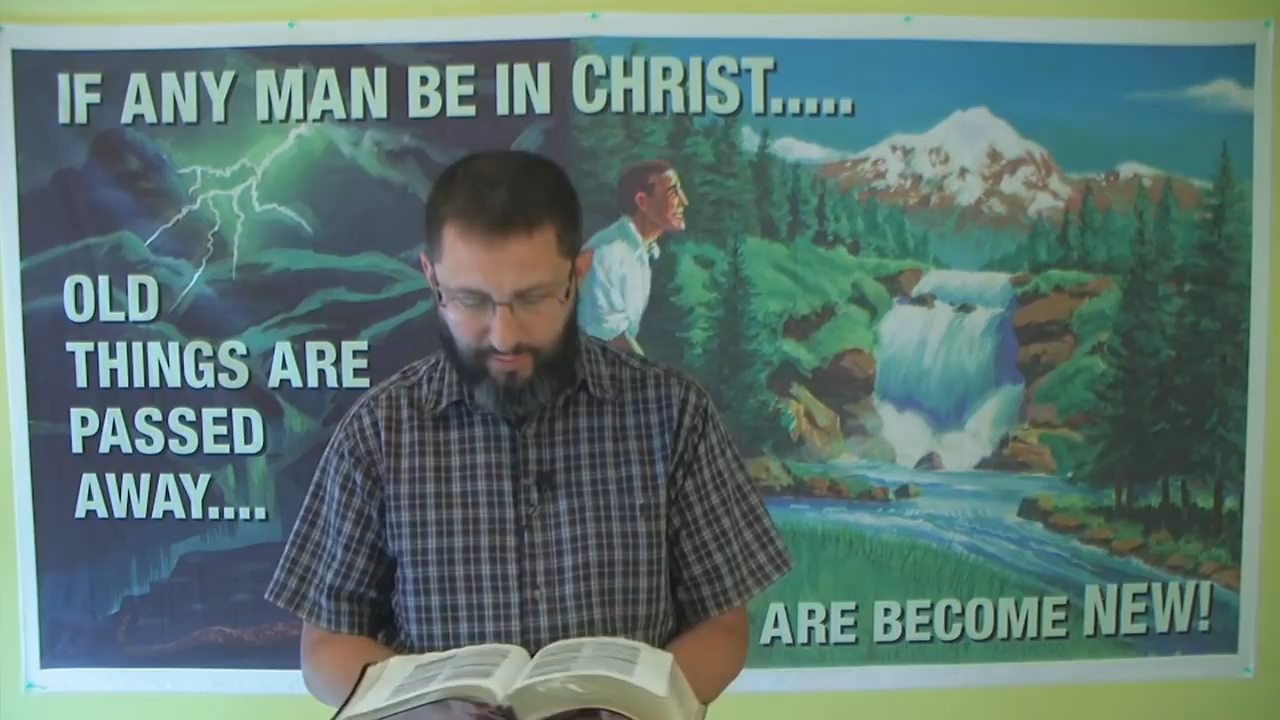 IF ANY MAN BE IN CHRIST.....
OLD
THINGS ARE
PASSED
AWAY....
ARE BECOME NEW!